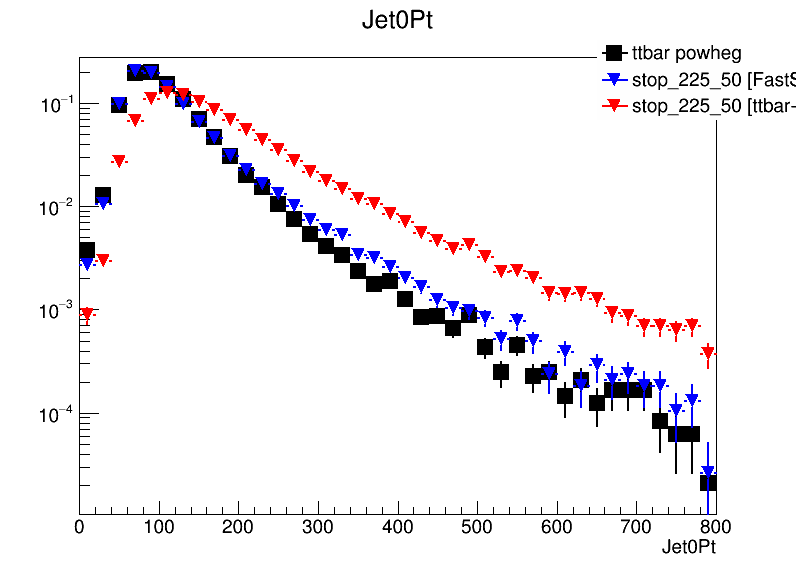 Jet0Pt
ttbar powheg
stop_225_50 [FastS
stop_225_50 [ttbar-
10⁻¹
10⁻²
10⁻³
10⁻⁴
0 100 200 300 400 500 600 700 800
Jet0Pt